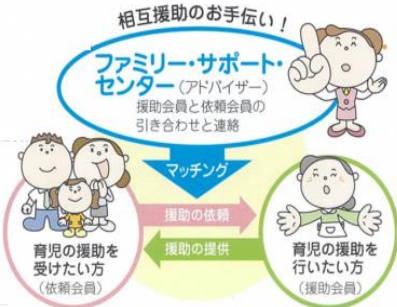 相互援助のお手伝い！
ファミリー・サポート・
センター（アドバイザー）
援助会員と依頼会員の
引き合わせと連絡
マッチング
援助の依頼
援助の提供
育児の援助を
受けたい方
（依頼会員）
育児の援助を
行いたい方
（援助会員）